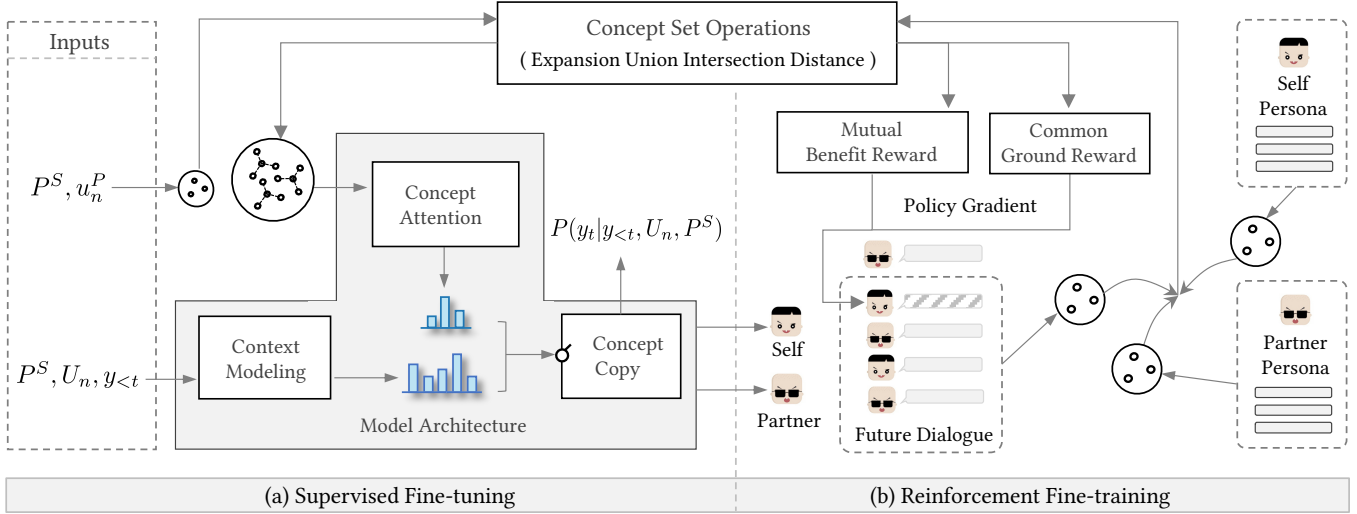 Inputs
Concept Set Operations
( Expansion Union Intersection Distance )
Self
Persona
Mutual
Benefit Reward
Common
Ground Reward
P^S, u_n^P
Concept
Attention
P(y_t|y_{<t}, U_n, P^S)
Policy Gradient
Context
Modeling
Concept
Copy
P^S, U_n, y_{<t}
Self
Partner
Partner
Persona
Model Architecture
Future Dialogue
(a) Supervised Fine-tuning
(b) Reinforcement Fine-training